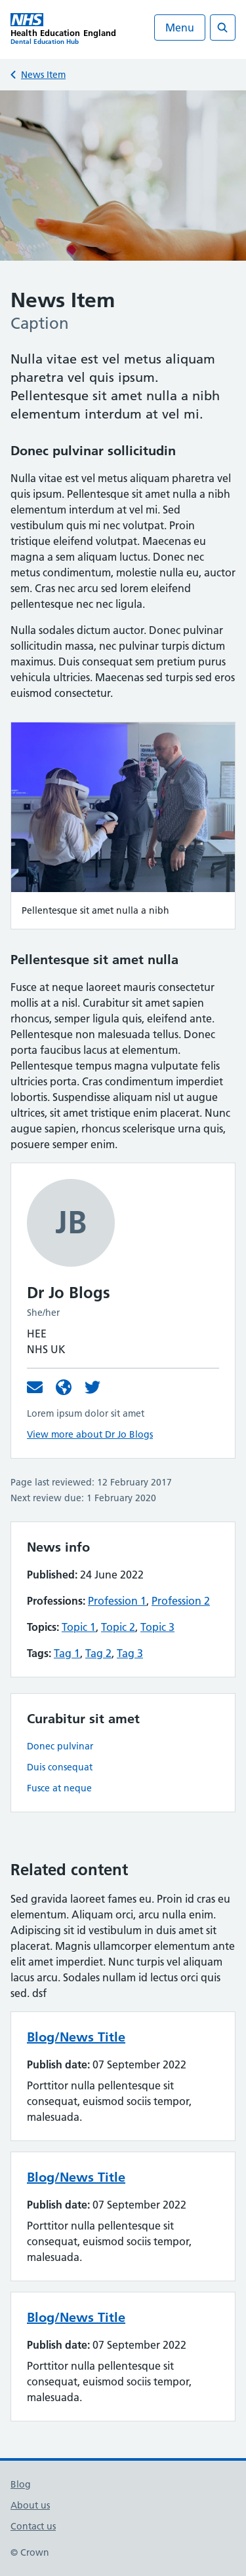 NHS
Health Education England
Dental Education Hub
Menu
News Item
News Item
Caption
Nulla vitae est vel metus aliquam
pharetra vel quis ipsum.
Pellentesque sit amet nulla a nibh
elementum interdum at vel mi.
Donec pulvinar sollicitudin
Nulla vitae est vel metus aliquam pharetra vel
quis ipsum. Pellentesque sit amet nulla a nibh
elementum interdum at vel mi. Sed
vestibulum quis mi nec volutpat. Proin
tristique eleifend volutpat. Maecenas eu
magna a sem aliquam luctus. Donec nec
metus condimentum, molestie nulla eu, auctor
sem. Cras nec arcu sed lorem eleifend
pellentesque nec nec ligula.
Nulla sodales dictum auctor. Donec pulvinar
sollicitudin massa, nec pulvinar turpis dictum
maximus. Duis consequat sem pretium purus
vehicula ultricies. Maecenas sed turpis sed eros
euismod consectetur.
Pellentesque sit amet nulla a nibh
Pellentesque sit amet nulla
Fusce at neque laoreet mauris consectetur
mollis at a nisl. Curabitur sit amet sapien
rhoncus, semper ligula quis, eleifend ante.
Pellentesque non malesuada tellus. Donec
porta faucibus lacus at elementum.
Pellentesque tempus magna vulputate felis
ultricies porta. Cras condimentum imperdiet
lobortis. Suspendisse aliquam nisl ut augue
ultrices, sit amet tristique enim placerat. Nunc
augue sapien, rhoncus scelerisque urna quis,
posuere semper enim.
JB
Dr Jo Blogs
She/her
HEE
NHS UK
Lorem ipsum dolor sit amet
View more about Dr Jo Blogs
Page last reviewed: 12 February 2017
Next review due: 1 February 2020
News info
Published: 24 June 2022
Professions: Profession 1, Profession 2
Topics: Topic 1, Topic 2, Topic 3
Tags: Tag 1, Tag 2, Tag 3
Curabitur sit amet
Donec pulvinar
Duis consequat
Fusce at neque
Related content
Sed gravida laoreet fames eu. Proin id cras eu
elementum. Aliquam orci, arcu nulla enim.
Adipiscing sit id vestibulum in duis amet sit
placerat. Magnis ullamcorper elementum ante
elit amet imperdiet. Nunc turpis vel aliquam
lacus arcu. Sodales nullam id lectus orci quis
sed. dsf
Blog/News Title
Publish date: 07 September 2022
Porttitor nulla pellentesque sit
consequat, euismod sociis tempor,
malesuada.
Blog/News Title
Publish date: 07 September 2022
Porttitor nulla pellentesque sit
consequat, euismod sociis tempor,
malesuada.
Blog/News Title
Publish date: 07 September 2022
Porttitor nulla pellentesque sit
consequat, euismod sociis tempor,
malesuada.
Blog
About us
Contact us
© Crown